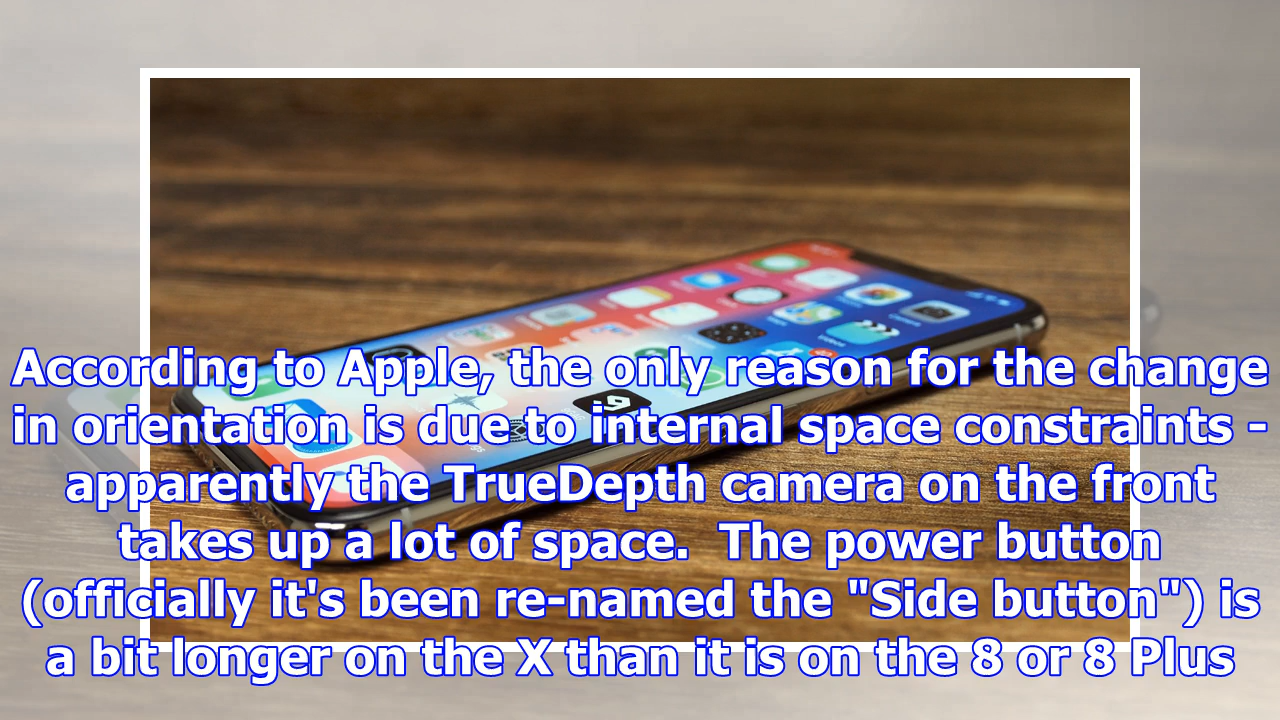 According to Apple, the only reason for the change
in orientation is due to internal space constraints -
apparently the TrueDepth camera on the front
takes up a lot of space.  The power button
(officially it's been re-named the "Side button") is
a bit longer on the X than it is on the 8 or 8 Plus